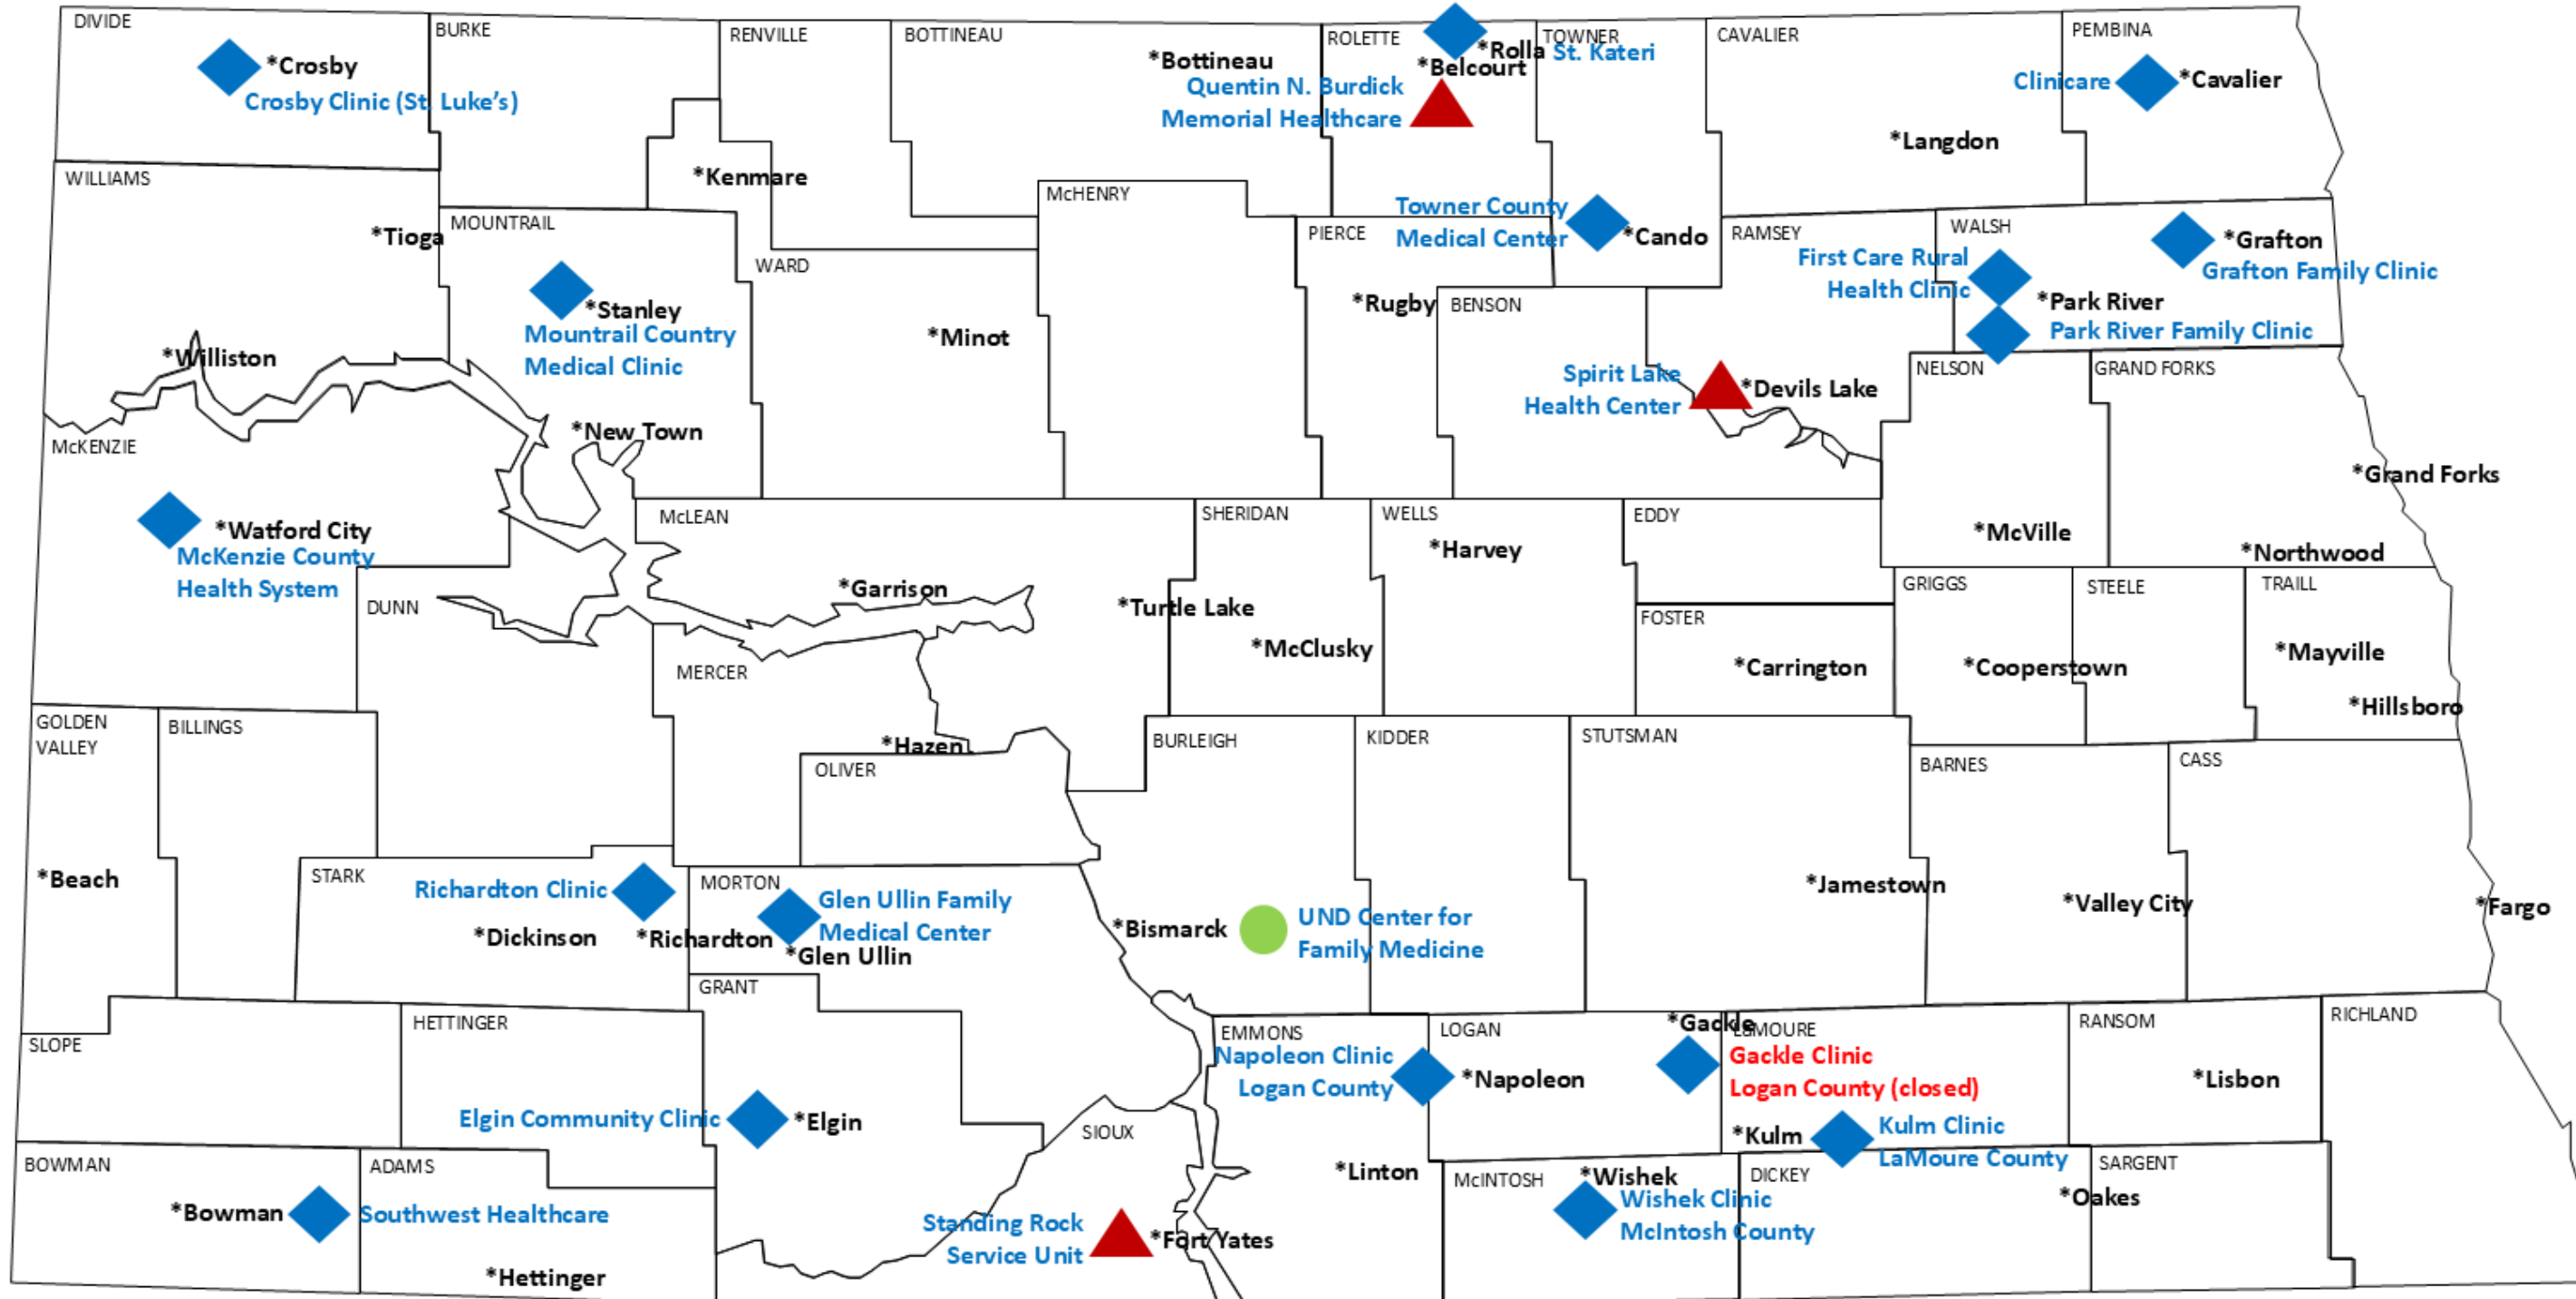 DIVIDE
BURKE
RENVILLE
BOTTINEAU
ROLETTE
TOWNER
CAVALIER
PEMBINA
*Crosby
Crosby Clinic (St. Luke's)
*Bottineau
*Rolla
St. Kateri
*Belcourt
Quentin N. Burdick
Memorial Healthcare
Clinicare
*Cavalier
*Langdon
WILLIAMS
*Kenmare
McHENRY
*Tioga
MOUNTRAIL
WARD
PIERCE
Towner County
Medical Center
*Cando
RAMSEY
WALSH
*Grafton
Grafton Family Clinic
First Care Rural
Health Clinic
*Park River
Park River Family Clinic
*Stanley
Mountrail Country
Medical Clinic
*Minot
*Rugby
BENSON
*Williston
Spirit Lake
Health Center
*Devils Lake
NELSON
GRAND FORKS
*New Town
McKENZIE
*Grand Forks
*Watford City
McKenzie County
Health System
McLEAN
SHERIDAN
WELLS
EDDY
*Harvey
*McVille
*Northwood
DUNN
*Garrison
*Turtle Lake
*McClusky
GRIGGS
STEELE
TRAILL
FOSTER
*Carrington
*Cooperstown
*Mayville
*Hillsboro
MERCER
GOLDEN
VALLEY
BILLINGS
*Hazen
OLIVER
BURLEIGH
KIDDER
STUTSMAN
BARNES
CASS
*Beach
STARK
Richardton Clinic
MORTON
Glen Ullin Family
Medical Center
*Dickinson
*Richardton
*Glen Ullin
*Bismarck
UND Center for
Family Medicine
*Jamestown
*Valley City
*Fargo
GRANT
SLOPE
HETTINGER
EMMONS
LOGAN
*Gackle
LaMOURE
RANSOM
RICHLAND
Napoleon Clinic
Logan County
*Napoleon
Gackle Clinic
Logan County (closed)
*Lisbon
Elgin Community Clinic
*Elgin
SIOUX
*Kulm
Kulm Clinic
LaMoure County
BOWMAN
ADAMS
*Linton
McINTOSH
*Wishek
Wishek Clinic
McIntosh County
DICKEY
SARGENT
*Oakes
*Bowman
Southwest Healthcare
Standing Rock
Service Unit
*Fort Yates
*Hettinger